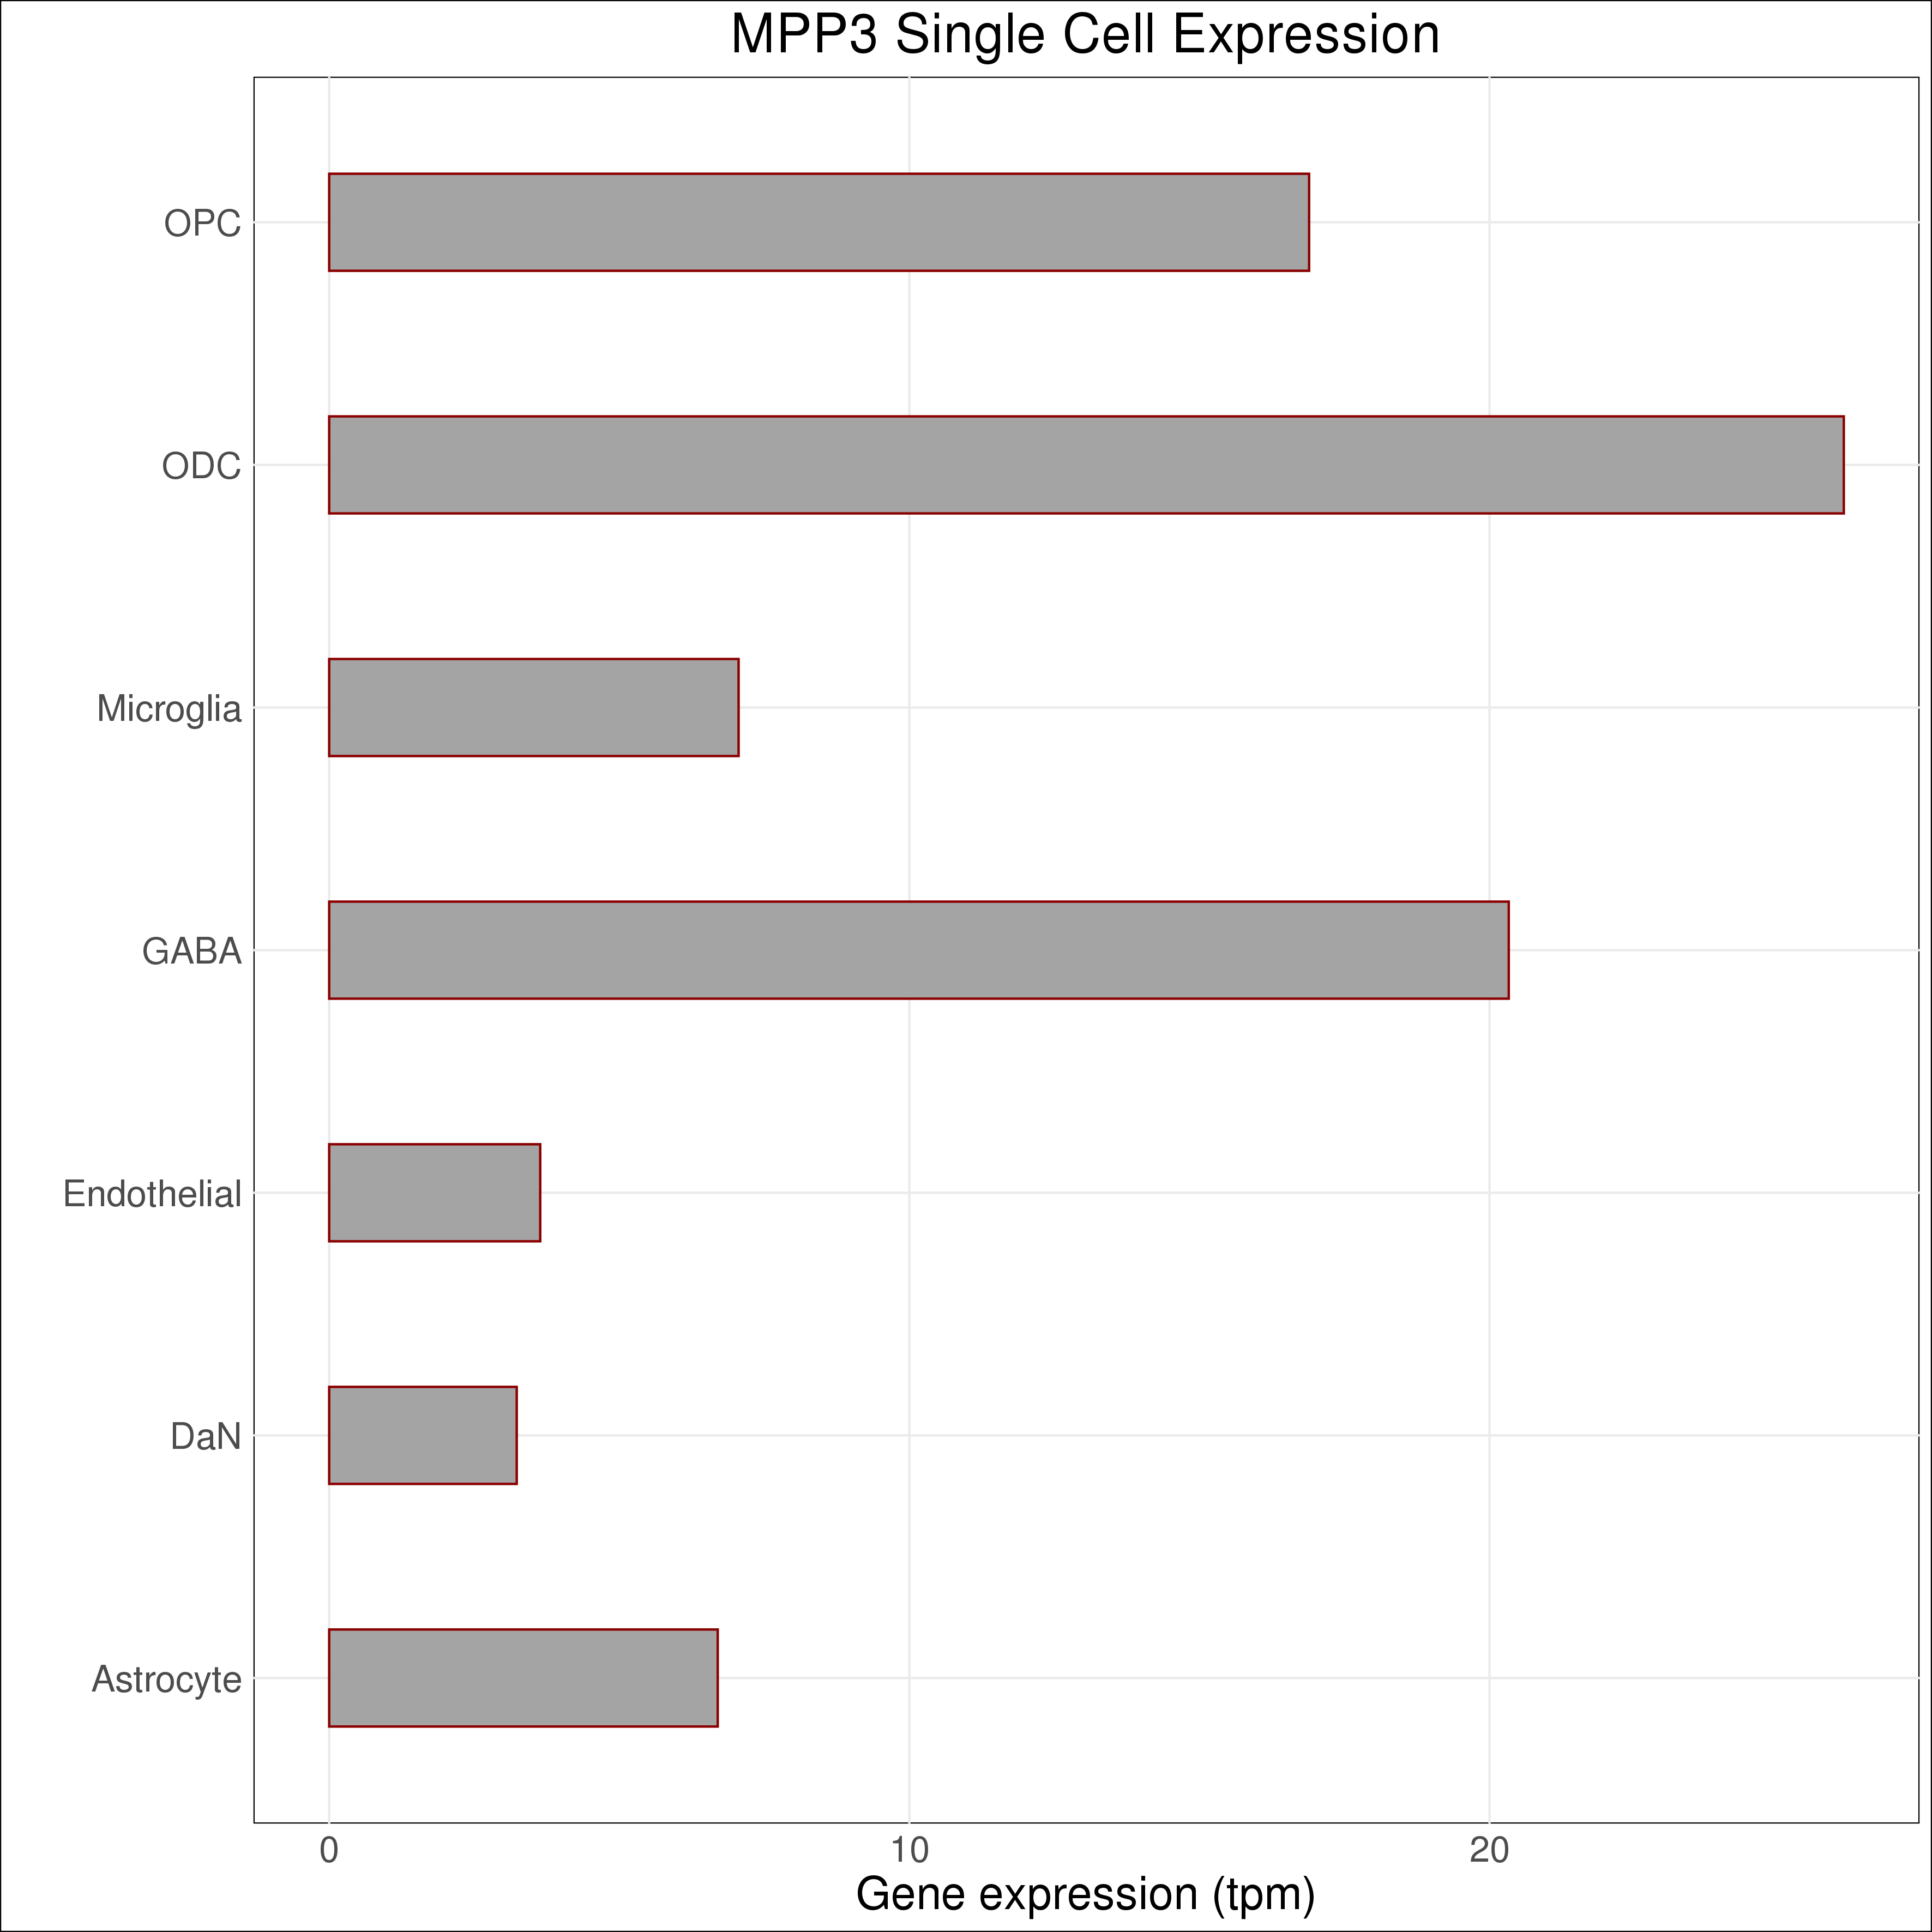 MPP3 Single Cell Expression
OPC
ODC
Microglia
GABA
Endothelial
DaN
Astrocyte
0 10 20
Gene expression (tpm)